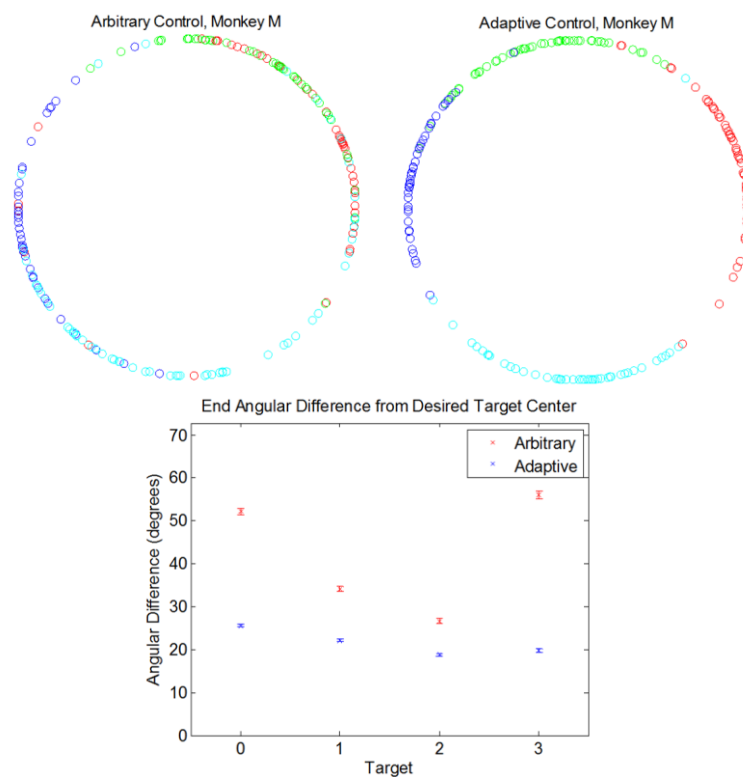 Arbitrary Control, Monkey M
Adaptive Control, Monkey M
End Angular Difference from Desired Target Center
Arbitrary
Adaptive
Angular Difference (degrees)
70
60
50
40
30
20
10
0
0 1 2 3
Target